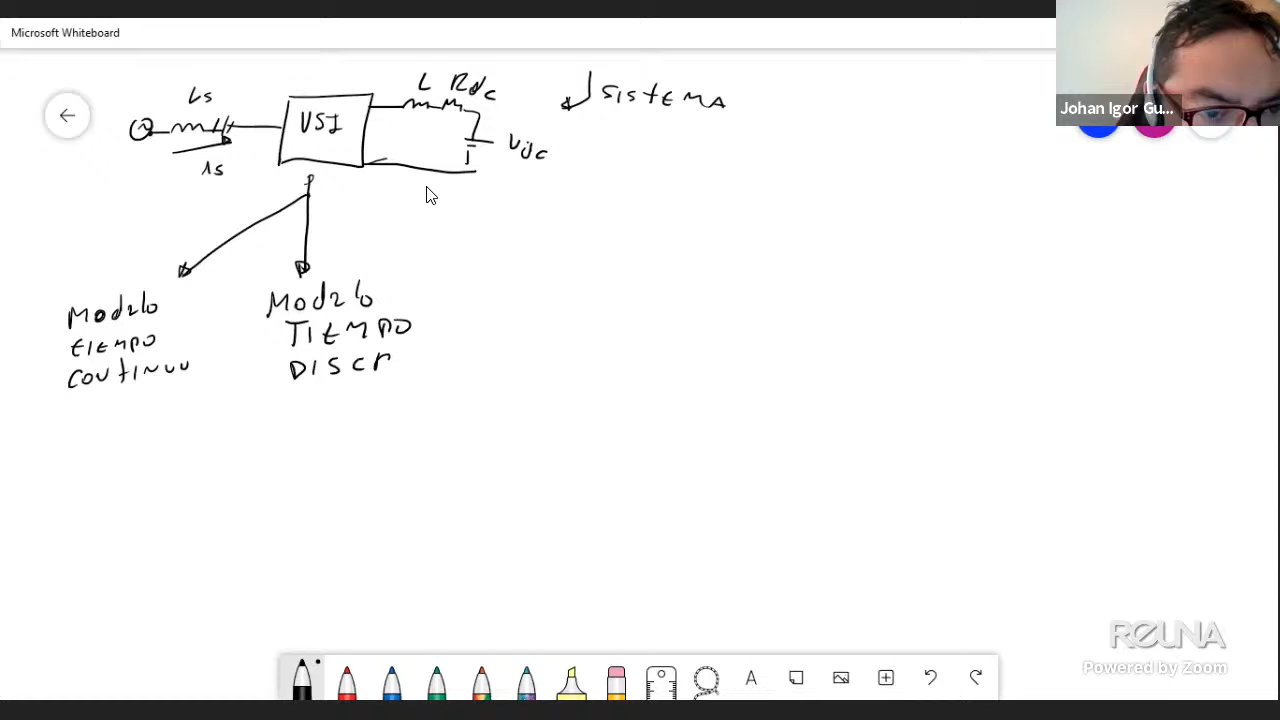 Microsoft Whiteboard
Johan Igor Gu...
Ls
VSI
L Rdc
SISTEMA
Vdc
is
Modelo
TIEMPO
CONTINUO
Modelo
TIEMPO
DISCR
A
REUNA
Powered by Zoom